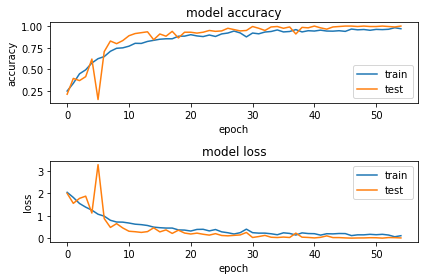 model accuracy
1.00
0.75
0.50
0.25
accuracy
train
test
0 10 20 30 40 50
epoch
model loss
3
2
1
0
loss
train
test
0 10 20 30 40 50
epoch